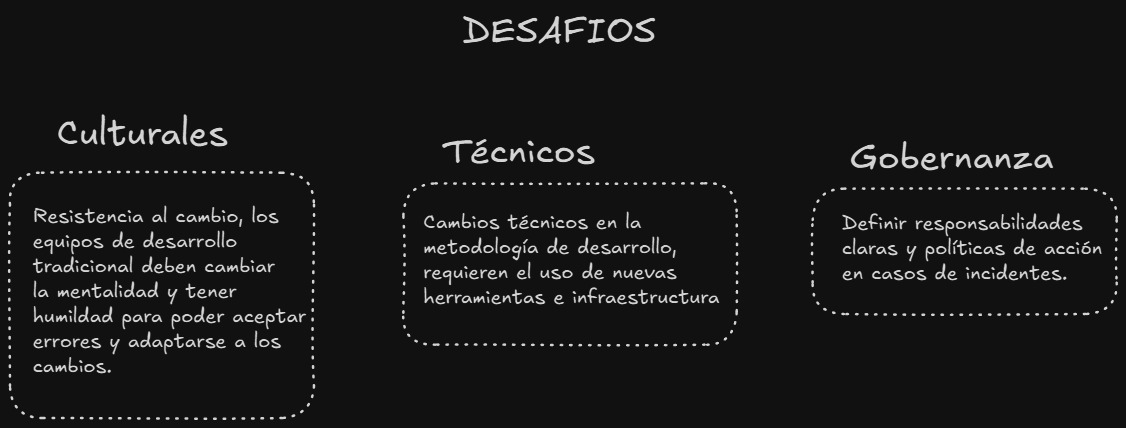 DESAFIOS
Culturales
Resistencia al cambio, los
equipos de desarrollo
tradicional deben cambiar
la mentalidad y tener
humildad para poder aceptar
errores y adaptarse a los
cambios.
Técnicos
Cambios técnicos en la
metodología de desarrollo,
requieren el uso de nuevas
herramientas e infraestructura
Gobernanza
Definir responsabilidades
claras y políticas de acción
en casos de incidentes.